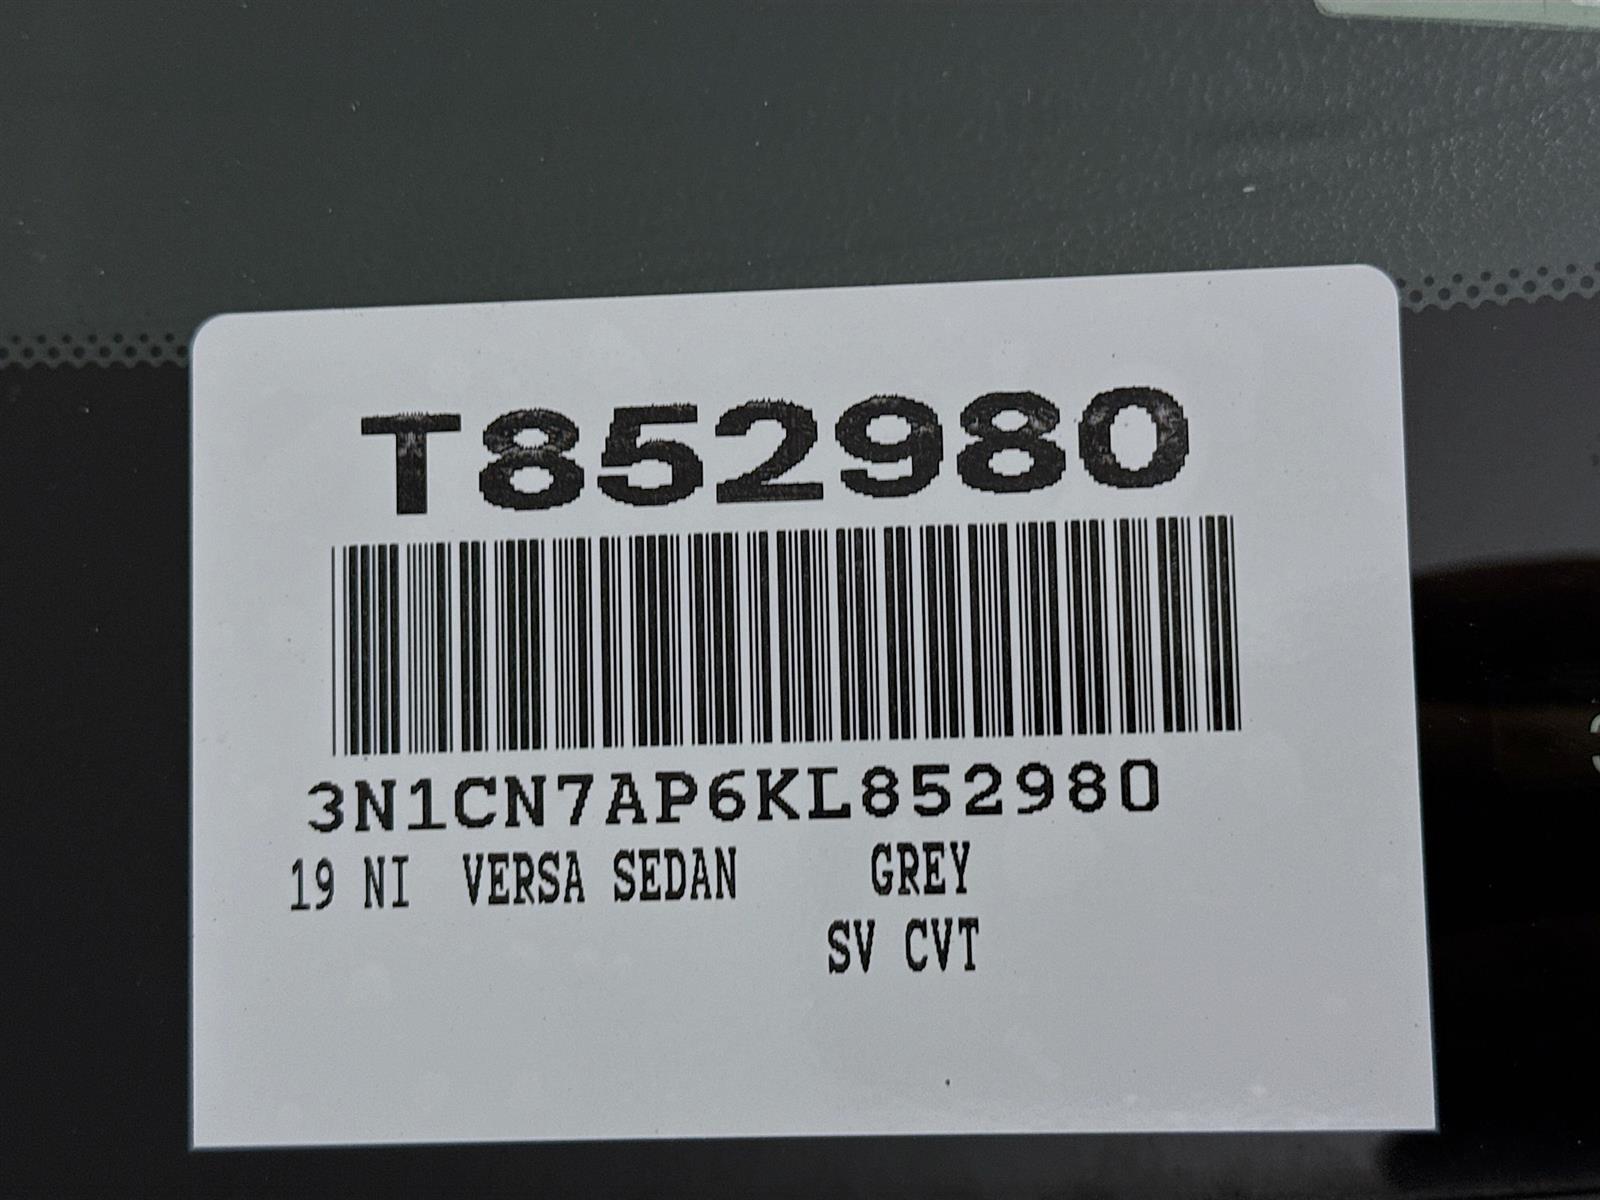 T852980
3N1CN7AP6KL852980
19 NI VERSA SEDAN GREY
SV CVT